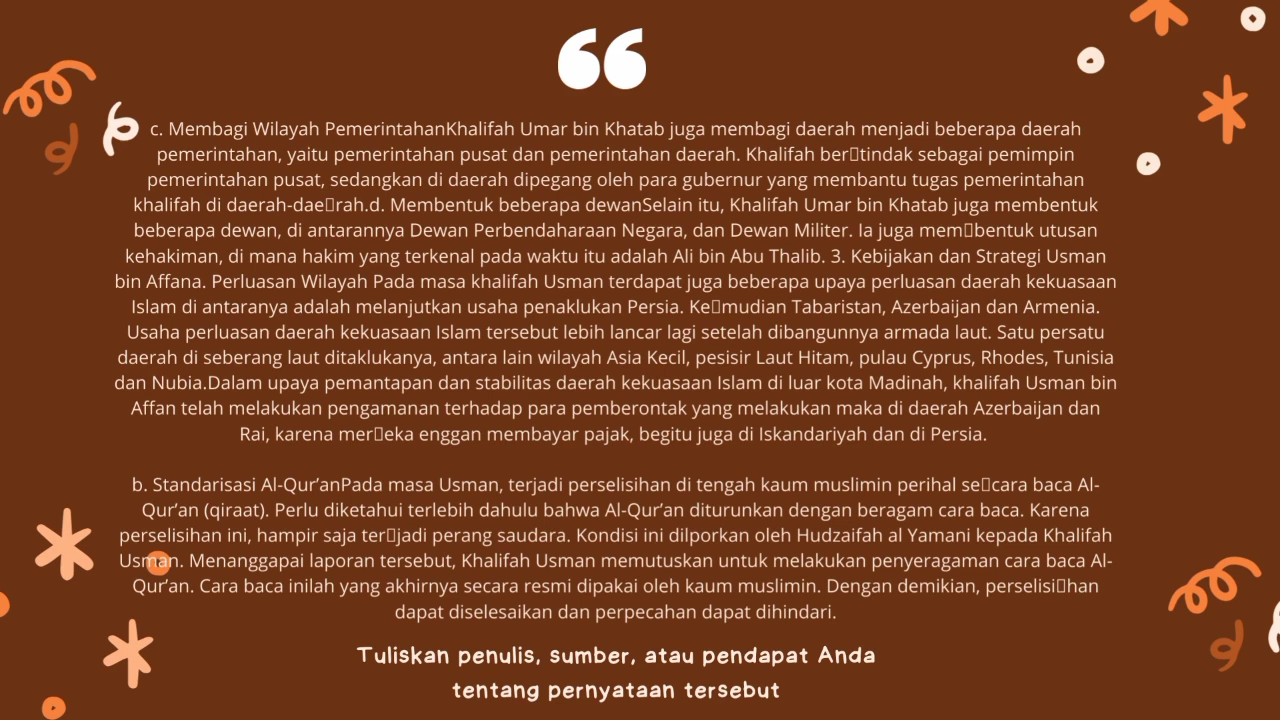 “
c. Membagi Wilayah PemerintahanKhalifah Umar bin Khatab juga membagi daerah menjadi beberapa daerah
pemerintahan, yaitu pemerintahan pusat dan pemerintahan daerah. Khalifah ber▯tindak sebagai pemimpin
pemerintahan pusat, sedangkan di daerah dipegang oleh para gubernur yang membantu tugas pemerintahan
khalifah di daerah-dae▯rah.d. Membentuk beberapa dewanSelain itu, Khalifah Umar bin Khatab juga membentuk
beberapa dewan, di antarannya Dewan Perbendaharaan Negara, dan Dewan Militer. Ia juga mem▯bentuk utusan
kehakiman, di mana hakim yang terkenal pada waktu itu adalah Ali bin Abu Thalib. 3. Kebijakan dan Strategi Usman
bin Affana. Perluasan Wilayah Pada masa khalifah Usman terdapat juga beberapa upaya perluasan daerah kekuasaan
Islam di antaranya adalah melanjutkan usaha penaklukan Persia. Ke▯mudian Tabaristan, Azerbaijan dan Armenia.
Usaha perluasan daerah kekuasaan Islam tersebut lebih lancar lagi setelah dibangunnya armada laut. Satu persatu
daerah di seberang laut ditaklukanya, antara lain wilayah Asia Kecil, pesisir Laut Hitam, pulau Cyprus, Rhodes, Tunisia
dan Nubia.Dalam upaya pemantapan dan stabilitas daerah kekuasaan Islam di luar kota Madinah, khalifah Usman bin
Affan telah melakukan pengamanan terhadap para pemberontak yang melakukan maka di daerah Azerbaijan dan
Rai, karena mer▯eka enggan membayar pajak, begitu juga di Iskandariyah dan di Persia.
b. Standarisasi Al-Qur’anPada masa Usman, terjadi perselisihan di tengah kaum muslimin perihal se▯cara baca Al-
Qur’an (qiraat). Perlu diketahui terlebih dahulu bahwa Al-Qur’an diturunkan dengan beragam cara baca. Karena
perselisihan ini, hampir saja ter▯jadi perang saudara. Kondisi ini dilporkan oleh Hudzaifah al Yamani kepada Khalifah
Usman. Menanggapi laporan tersebut, Khalifah Usman memutuskan untuk melakukan penyeragaman cara baca Al-
Qur’an. Cara baca inilah yang akhirnya secara resmi dipakai oleh kaum muslimin. Dengan demikian, perselisi▯han
dapat diselesaikan dan perpecahan dapat dihindari.
Tuliskan penulis, sumber, atau pendapat Anda
tentang pernyataan tersebut